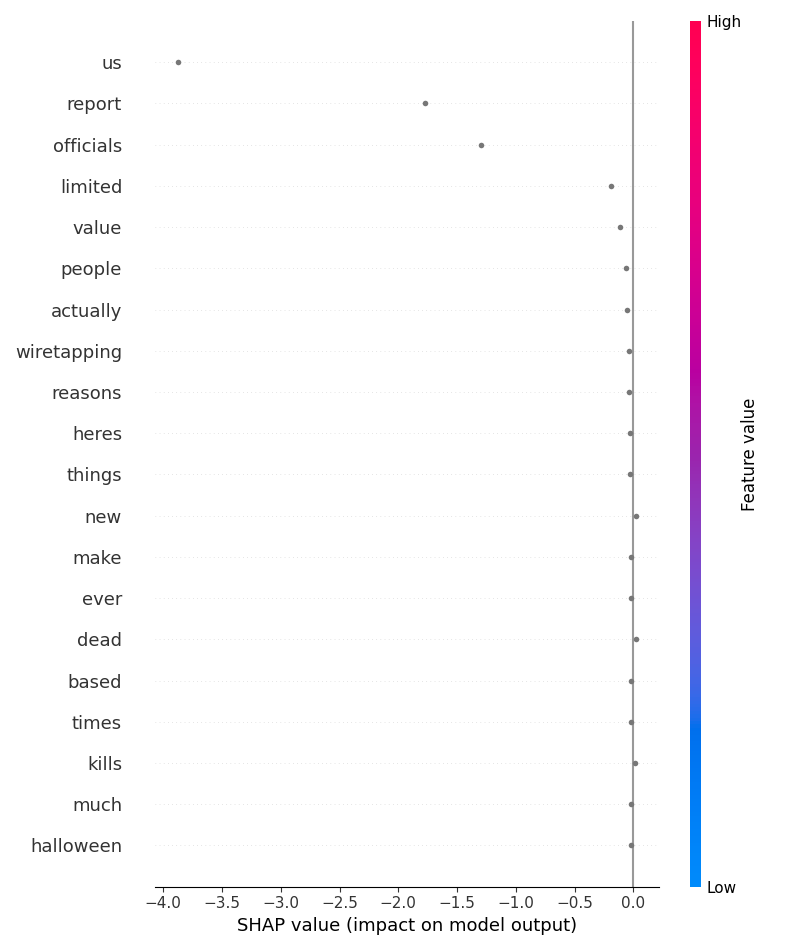 High
us
report
officials
limited
value
people
actually
wiretapping
reasons
heres
things
new
make
ever
dead
based
times
kills
much
halloween
Feature value
Low
−4.0 −3.5 −3.0 −2.5 −2.0 −1.5 −1.0 −0.5 0.0
SHAP value (impact on model output)